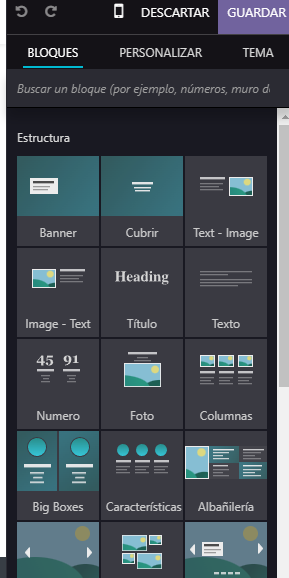 DESCARTAR GUARDAR
BLOQUES PERSONALIZAR TEMA
Buscar un bloque (por ejemplo, números, muro de
Estructura
Banner Cubrir Text - Image
Heading
Image - Text Título Texto
45 91
Numero Foto Columnas
Big Boxes Características Albañilería